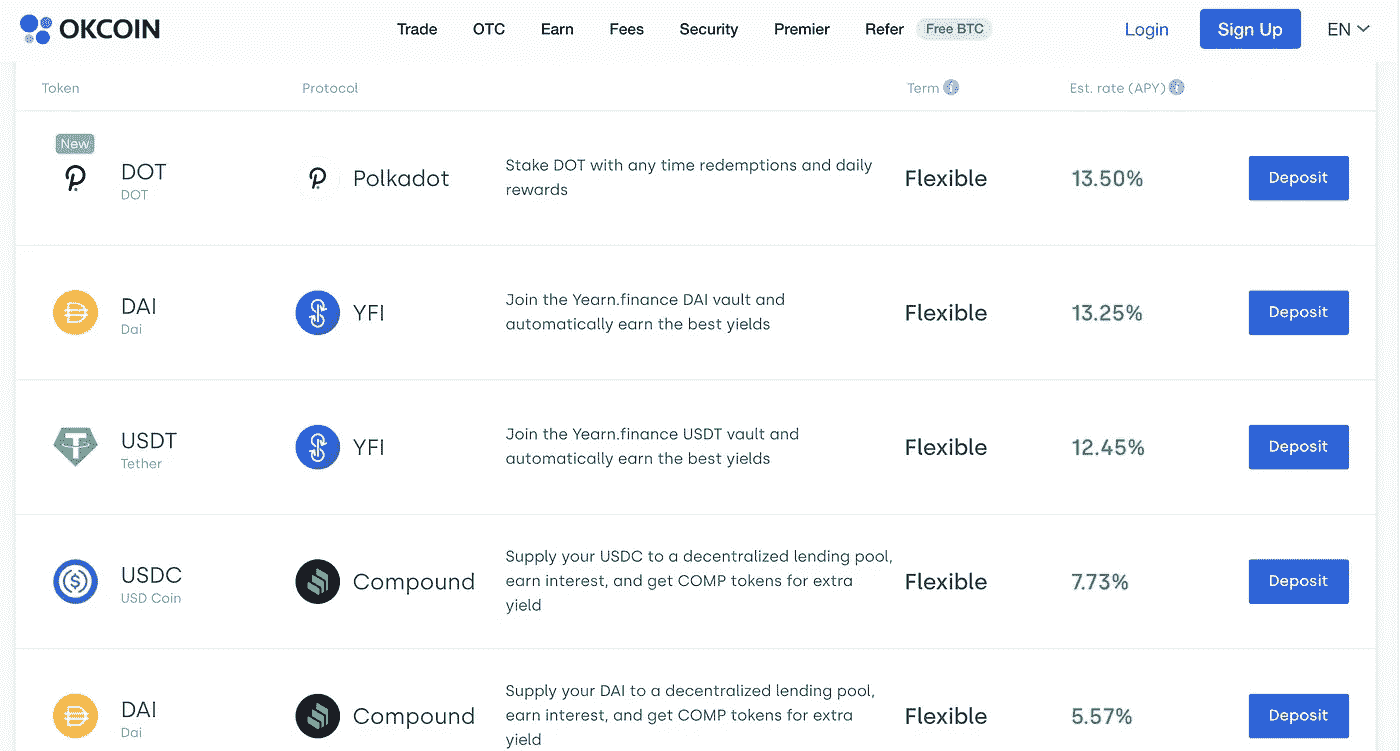 OKCOIN
Trade OTC Earn Fees Security Premier Refer Free BTC Login Sign Up EN
Token Protocol Term Est. rate (APY)
New
DOT
DOT
Polkadot
Stake DOT with any time redemptions and daily
rewards
Flexible
13.50%
Deposit
DAI
Dai
YFI
Join the Yearn.finance DAI vault and
automatically earn the best yields
Flexible
13.25%
Deposit
USDT
Tether
YFI
Join the Yearn.finance USDT vault and
automatically earn the best yields
Flexible
12.45%
Deposit
USDC
USD Coin
Compound
Supply your USDC to a decentralized lending pool,
earn interest, and get COMP tokens for extra
yield
Flexible
7.73%
Deposit
DAI
Dai
Compound
Supply your DAI to a decentralized lending pool,
earn interest, and get COMP tokens for extra
yield
Flexible
5.57%
Deposit